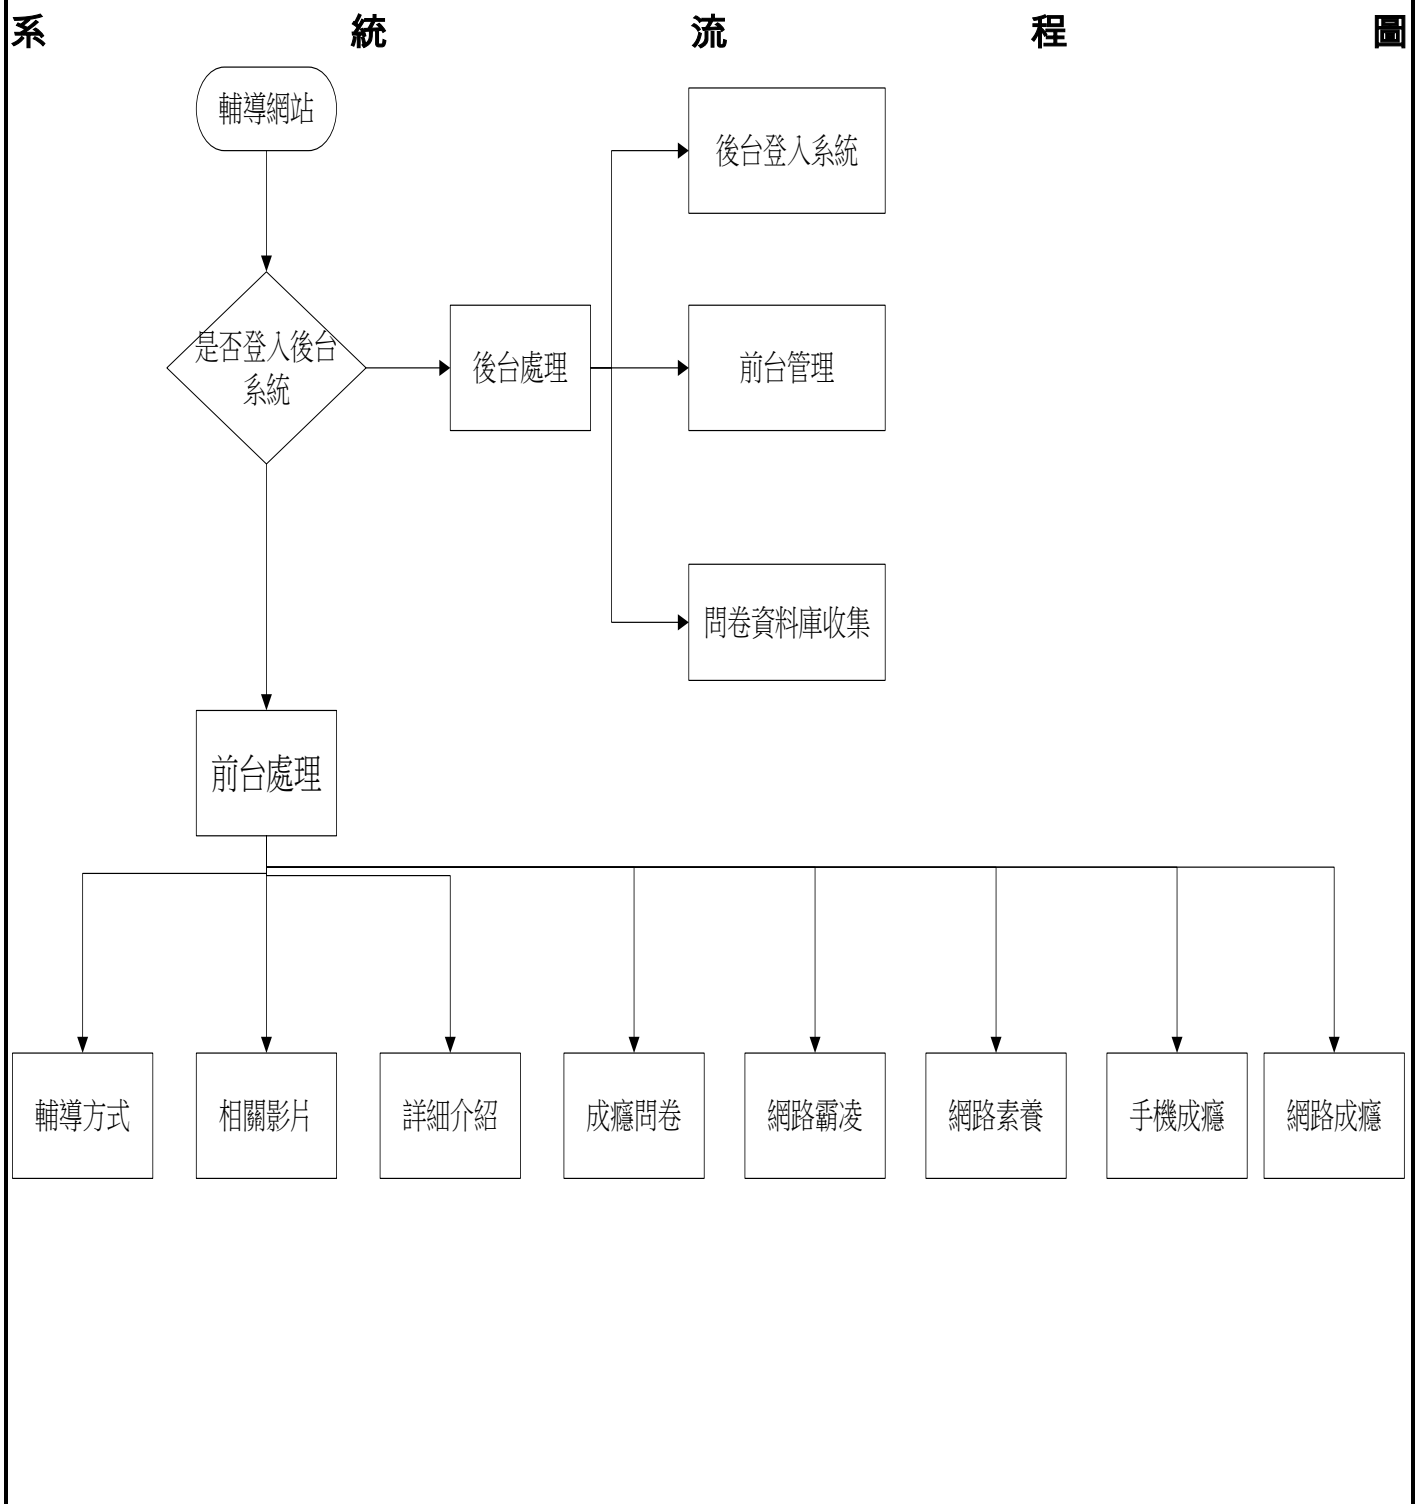 系統流程圖
輔導網站
後台登入系統
是否登入後台
系統
後台處理
前台管理
問卷資料庫收集
前台處理
輔導方式
相關影片
詳細介紹
成癮問卷
網路霸凌
網路素養
手機成癮
網路成癮